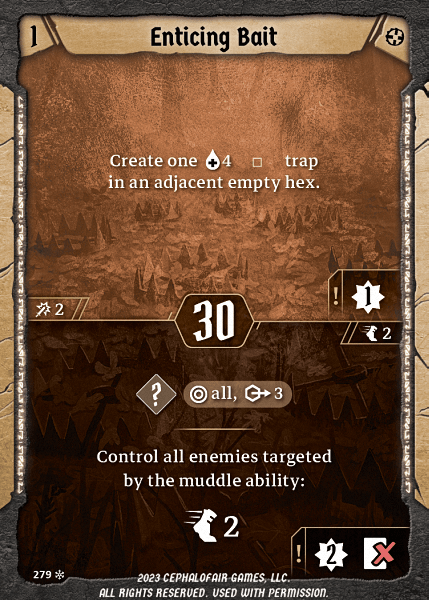 1
Enticing Bait
Create one 4 trap
in an adjacent empty hex.
! 1
2
30
2
? all, 3
Control all enemies targeted
by the muddle ability:
2
! 2
279
2023 CEPHALOFAIR GAMES, LLC.
ALL RIGHTS RESERVED. USED WITH PERMISSION.